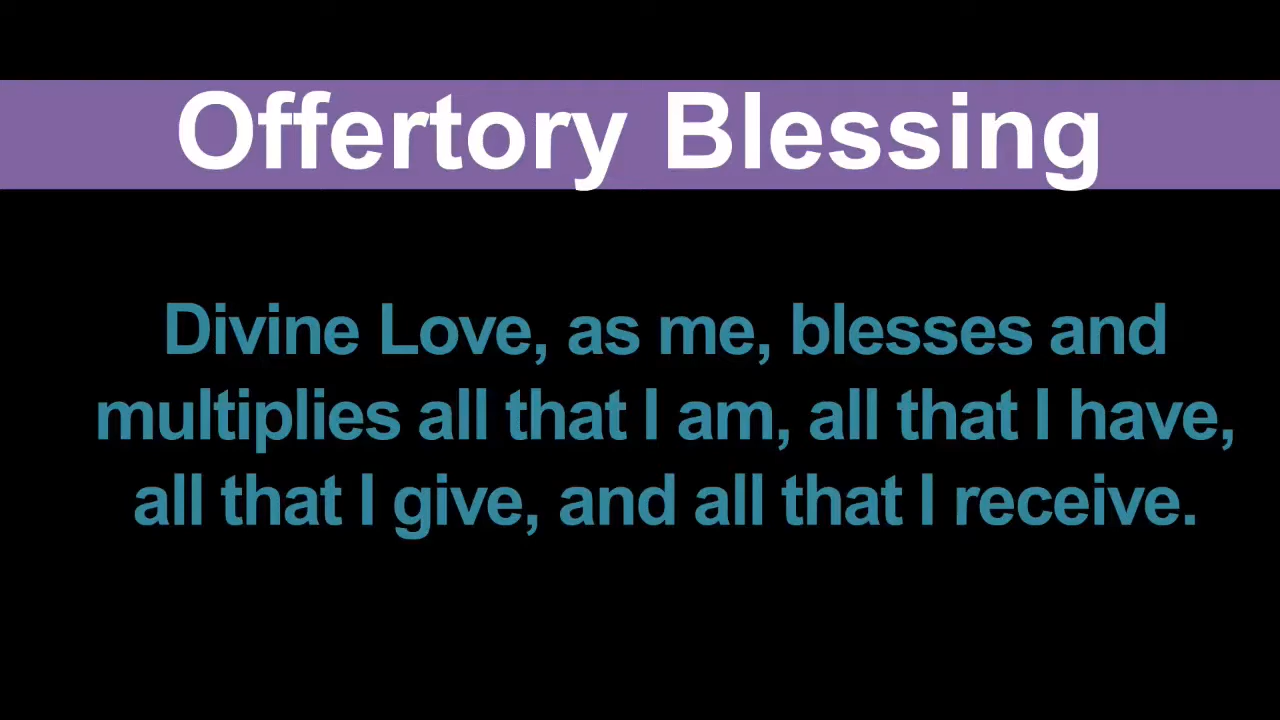 Offertory Blessing
Divine Love, as me, blesses and
multiplies all that I am, all that I have,
all that I give, and all that I receive.